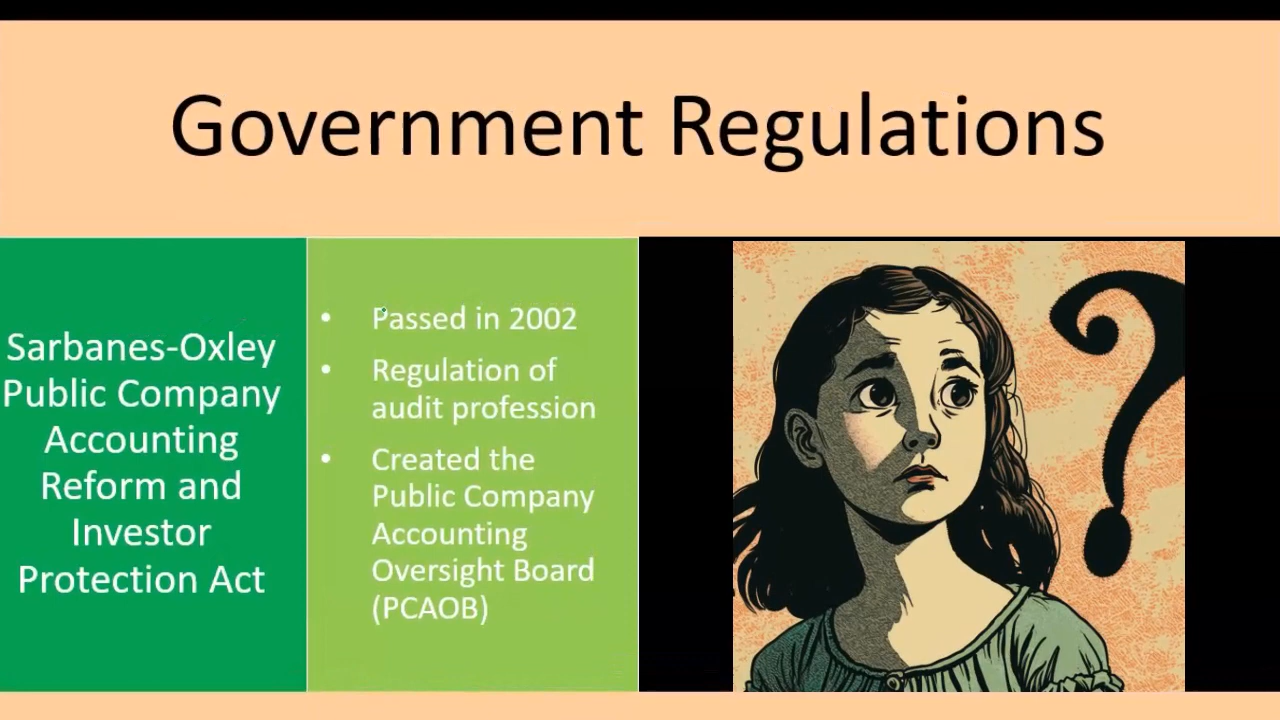 Government Regulations
Sarbanes-Oxley
Public Company
Accounting
Reform and
Investor
Protection Act
• Passed in 2002
• Regulation of
audit profession
• Created the
Public Company
Accounting
Oversight Board
(PCAOB)
?